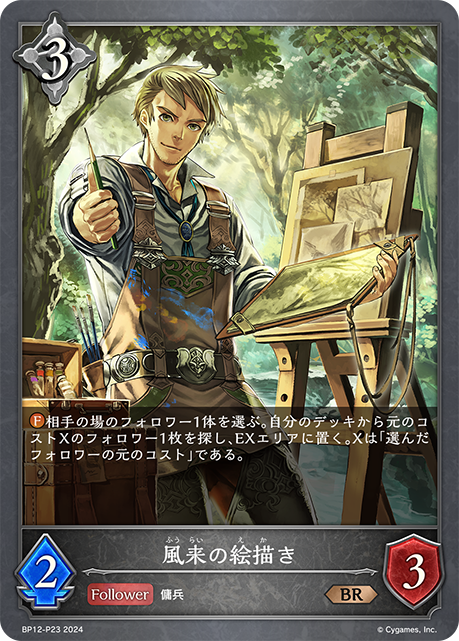 3
Ⓕ相手の場のフォロワー1体を選ぶ。自分のデッキから元のコ
ストXのフォロワー1枚を探し、EXエリアに置く。Xは「選んだ
フォロワーの元のコスト」である。
ふうらい えか
風来の絵描き
2
Follower 傭兵
BR
3
BP12-P23 2024
© Cygames, Inc.